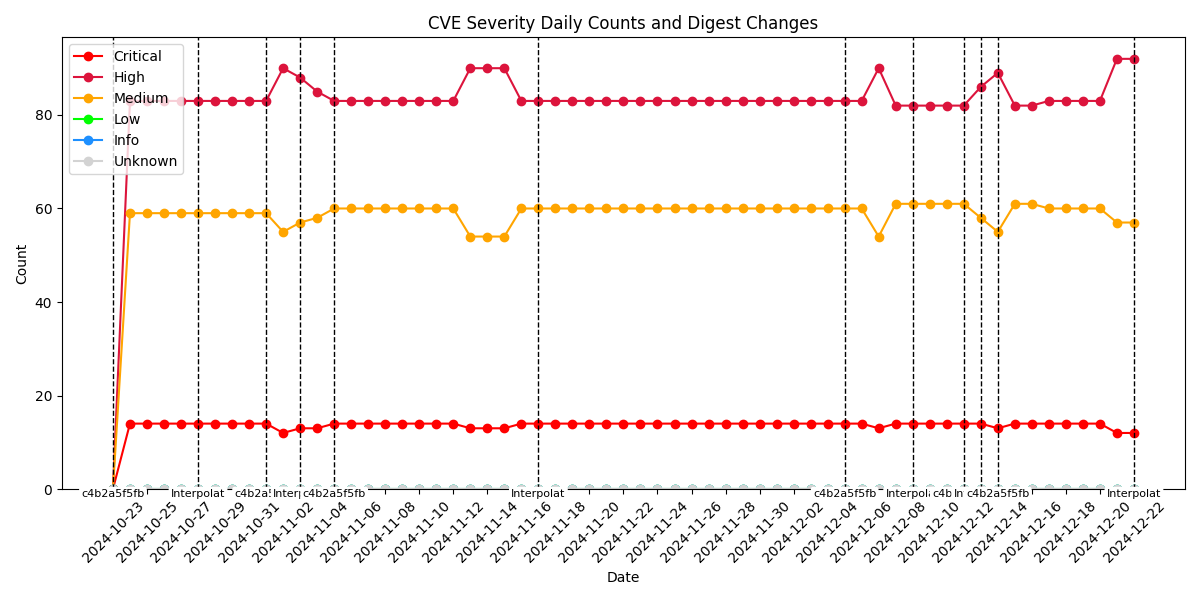 CVE Severity Daily Counts and Digest Changes
Critical
High
Medium
Low
Info
Unknown
Count
80
60
40
20
0
c4b2a5f5fb
Interpolat
c4b2a!
Inter
c4b2a5f5fb
Interpolat
c4b2a5f5fb
Interpol
c4b
In
c4b2a5f5fb
Interpolat
2024-10-23
2024-10-25
2024-10-27
2024-10-29
2024-10-31
2024-11-02
2024-11-04
2024-11-06
2024-11-08
2024-11-10
2024-11-12
2024-11-14
2024-11-16
2024-11-18
2024-11-20
2024-11-22
2024-11-24
2024-11-26
2024-11-28
2024-11-30
2024-12-02
2024-12-04
2024-12-06
2024-12-08
2024-12-10
2024-12-12
2024-12-14
2024-12-16
2024-12-18
2024-12-20
2024-12-22
Date